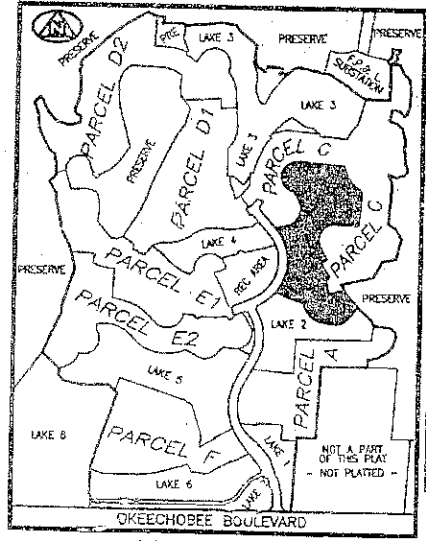 N
PRESERVE
PARCEL D2
LAKE 3
PRESERVE
PRESERVE
F.P.& L.
SUBSTATION
LAKE 3
PARCEL D1
PRESERVE
LAKE 3
PARCEL C
PARCEL C
LAKE 4
REC AREA
PRESERVE
PARCEL E1
PRESERVE
PARCEL E2
LAKE 2
PARCEL A
LAKE 5
LAKE 8
PARCEL F
LAKE 1
NOT A PART
OF THIS PLAT
- NOT PLATTED -
LAKE 6
LAKE 7
OKEECHOBEE BOULEVARD